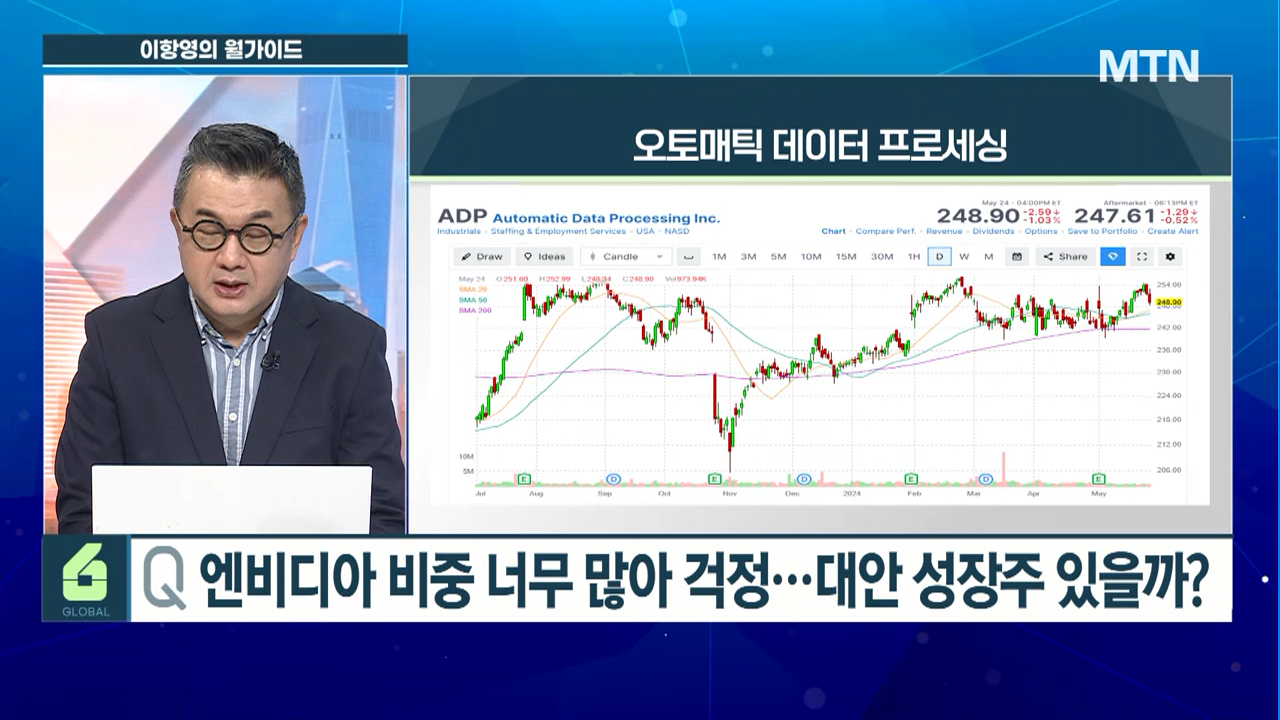 이항영의 월가이드
MTN
오토매틱 데이터 프로세싱
ADP Automatic Data Processing Inc.
Industrials · Staffing & Employment Services · USA · NASD
May 24 · 04:00PM ET
248.90 -2.59↓ -1.03%
Aftermarket · 06:13PM ET
247.61 -1.29↓ -0.52%
Chart · Compare Perf. · Revenue · Dividends · Options · Save to Portfolio · Create Alert
Draw Ideas Candle 1M 3M 5M 10M 15M 30M 1H D W M Share
May 24 O251.60 H252.99 L248.34 C248.90 Vol973.94K
SMA 20
SMA 50
SMA 200
254.00
248.90
242.00
236.00
230.00
224.00
218.00
212.00
206.00
10M
5M
E D E D E D E
Jul Aug Sep Oct Nov Dec 2024 Feb Mar Apr May
6 GLOBAL
Q 엔비디아 비중 너무 많아 걱정…대안 성장주 있을까?